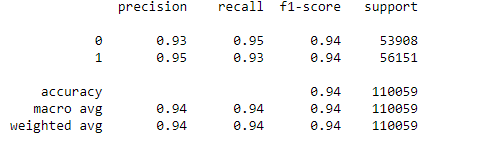 precision recall f1-score support
0 0.93 0.95 0.94 53908
1 0.95 0.93 0.94 56151
accuracy 0.94 110059
macro avg 0.94 0.94 0.94 110059
weighted avg 0.94 0.94 0.94 110059